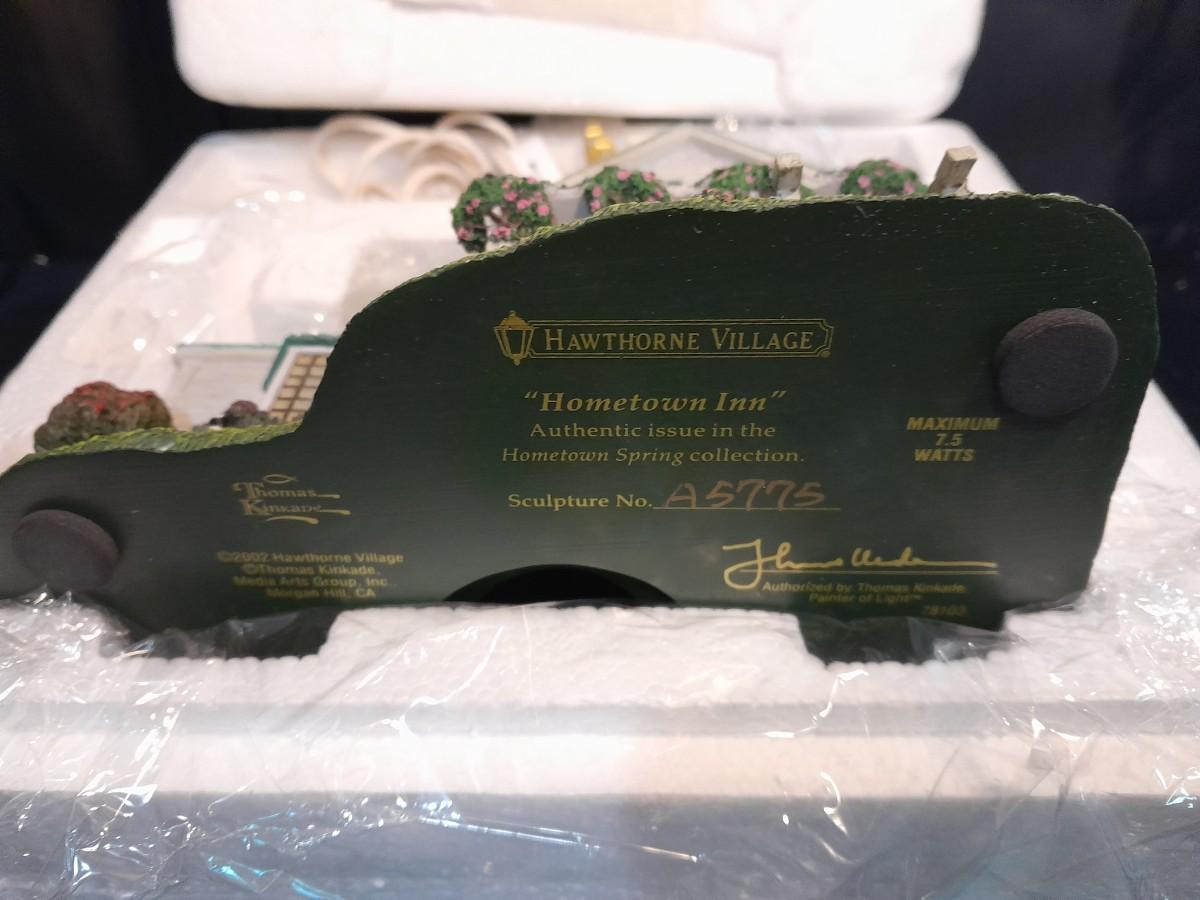 HAWTHORNE VILLAGE
"Hometown Inn"
Authentic issue in the
Hometown Spring collection.
MAXIMUM
7.5
WATTS
Sculpture No. A5775
Thomas
Kinkade
©2002 Hawthorne Village
©Thomas Kinkade,
Media Arts Group, Inc.
Morgan Hill, CA
Authorized by Thomas Kinkade,
Painter of Light™